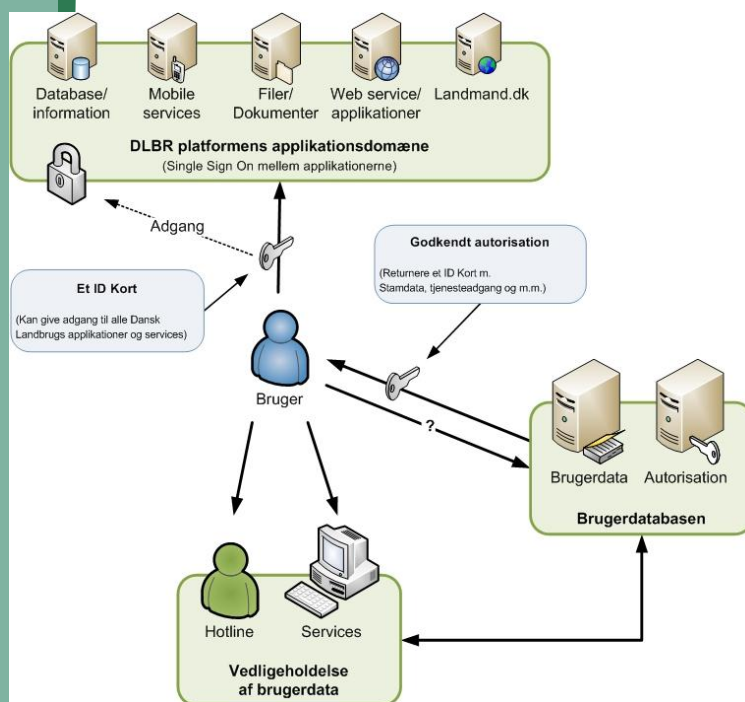 Database/
information
Mobile
services
Filer/
Dokumenter
Web service/
applikationer
Landmand.dk
DLBR platformens applikationsdomæne
(Single Sign On mellem applikationerne)
Adgang
Et ID Kort
(Kan give adgang til alle Dansk
Landbrugs applikationer og services)
Godkendt autorisation
(Returnere et ID Kort m.
Stamdata, tjenesteadgang og m.m.)
Bruger
?
Brugerdata
Autorisation
Brugerdatabasen
Hotline
Services
Vedligeholdelse
af brugerdata